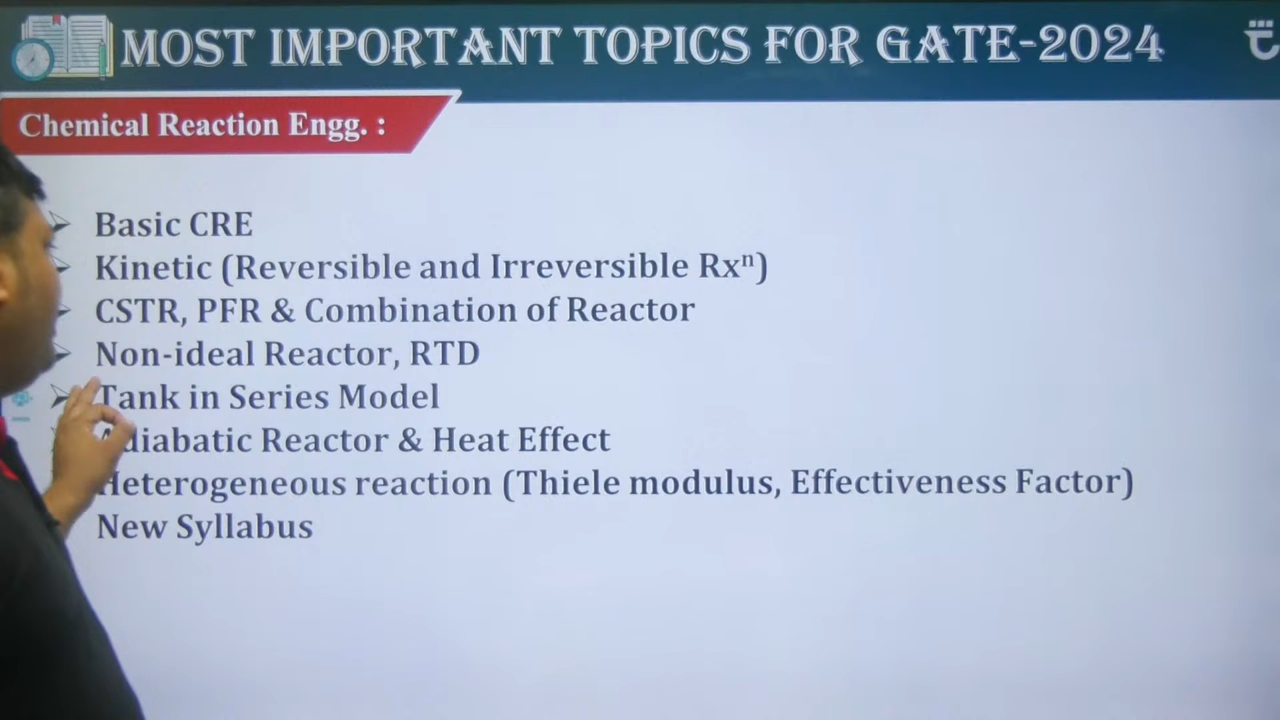 MOST IMPORTANT TOPICS FOR GATE-2024
Chemical Reaction Engg. :
Basic CRE
Kinetic (Reversible and Irreversible Rxⁿ)
CSTR, PFR & Combination of Reactor
Non-ideal Reactor, RTD
Tank in Series Model
Adiabatic Reactor & Heat Effect
Heterogeneous reaction (Thiele modulus, Effectiveness Factor)
New Syllabus